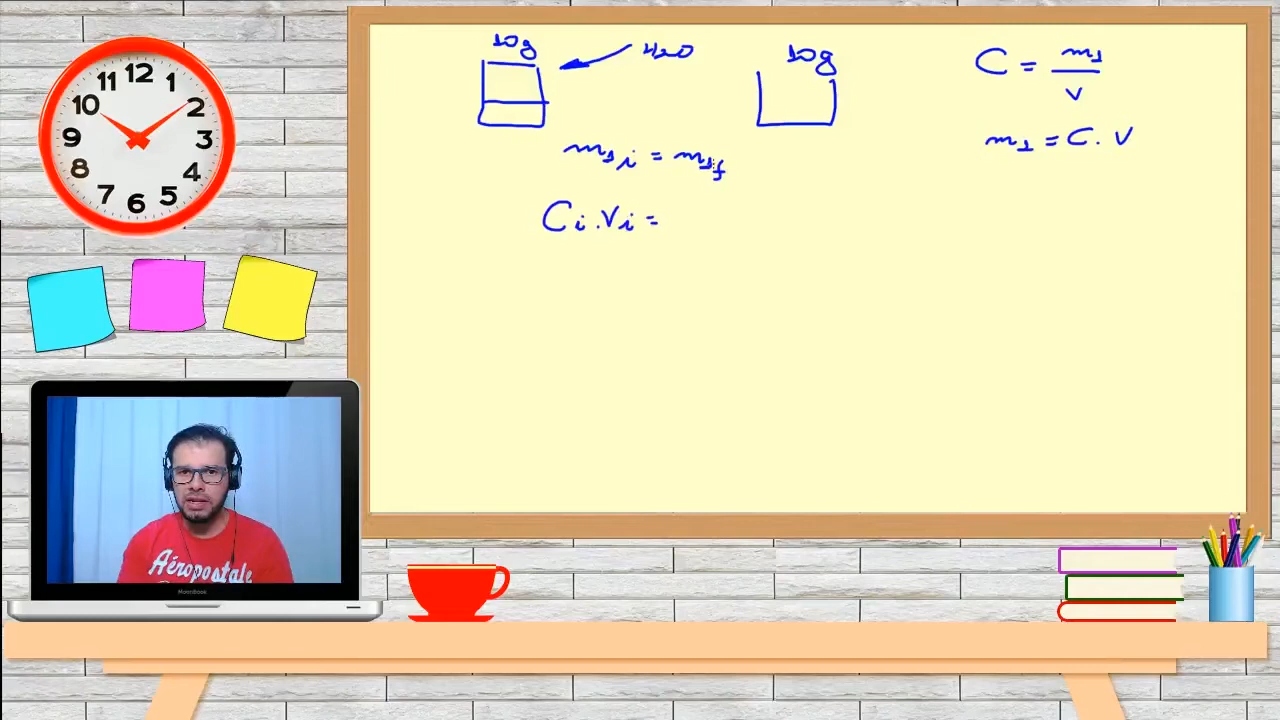 10g
H2O
10g
C = m1 / v
m1 = C . V
m1i = m1f
Ci . Vi =
12
1
2
3
4
5
6
7
8
9
10
11
Aéropostale
MacnBook